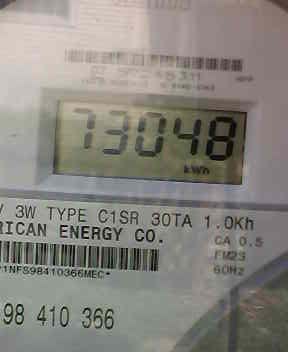 73048
kWh
V 3W TYPE C1SR 30TA 1.0Kh
RICAN ENERGY CO.
CA 0.5
FM2S
60Hz
1NFS98410366MEC*
98 410 366